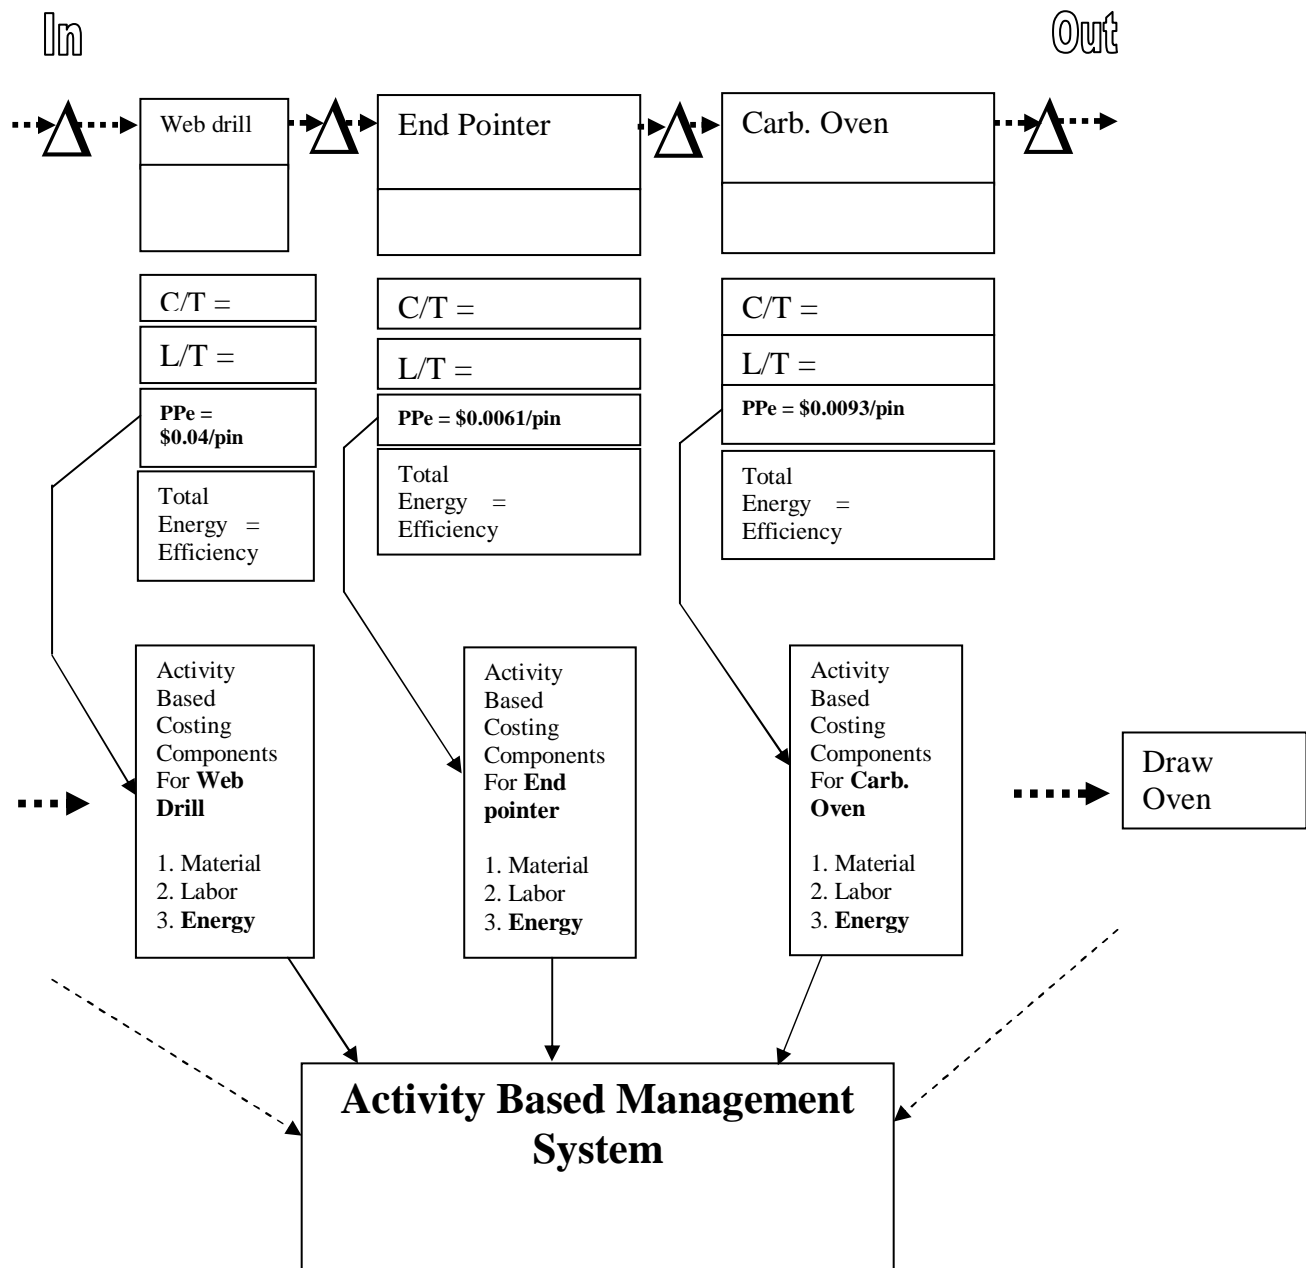 In
Out
Web drill
End Pointer
Carb. Oven
C/T =
L/T =
PPe =
$0.04/pin
Total
Energy =
Efficiency
C/T =
L/T =
PPe = $0.0061/pin
Total
Energy =
Efficiency
C/T =
L/T =
PPe = $0.0093/pin
Total
Energy =
Efficiency
Activity
Based
Costing
Components
For Web
Drill
1. Material
2. Labor
3. Energy
Activity
Based
Costing
Components
For End
pointer
1. Material
2. Labor
3. Energy
Activity
Based
Costing
Components
For Carb.
Oven
1. Material
2. Labor
3. Energy
Draw
Oven
Activity Based Management
System